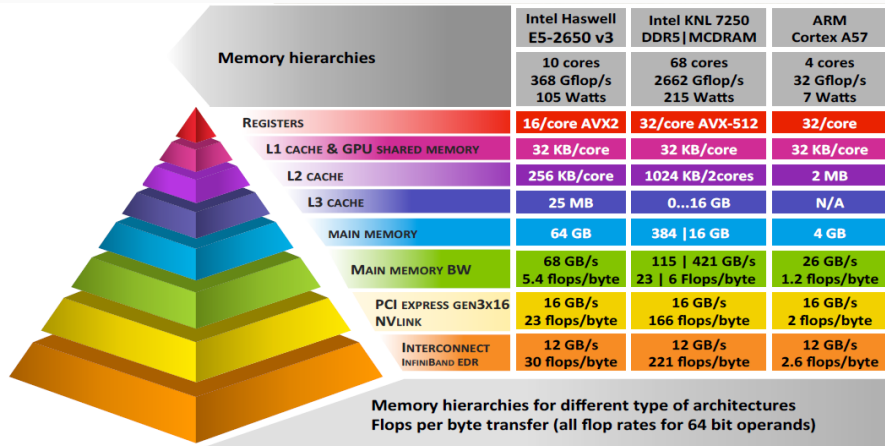 Memory hierarchies
Intel Haswell
E5-2650 v3
Intel KNL 7250
DDR5|MCDRAM
ARM
Cortex A57
10 cores
368 Gflop/s
105 Watts
68 cores
2662 Gflop/s
215 Watts
4 cores
32 Gflop/s
7 Watts
REGISTERS
16/core AVX2
32/core AVX-512
32/core
L1 CACHE & GPU SHARED MEMORY
32 KB/core
32 KB/core
32 KB/core
L2 CACHE
256 KB/core
1024 KB/2cores
2 MB
L3 CACHE
25 MB
0...16 GB
N/A
MAIN MEMORY
64 GB
384 |16 GB
4 GB
MAIN MEMORY BW
68 GB/s
5.4 flops/byte
115 | 421 GB/s
23 | 6 Flops/byte
26 GB/s
1.2 flops/byte
PCI EXPRESS GEN3X16
NVLINK
16 GB/s
23 flops/byte
16 GB/s
166 flops/byte
16 GB/s
2 flops/byte
INTERCONNECT
INFINIBAND EDR
12 GB/s
30 flops/byte
12 GB/s
221 flops/byte
12 GB/s
2.6 flops/byte
Memory hierarchies for different type of architectures
Flops per byte transfer (all flop rates for 64 bit operands)